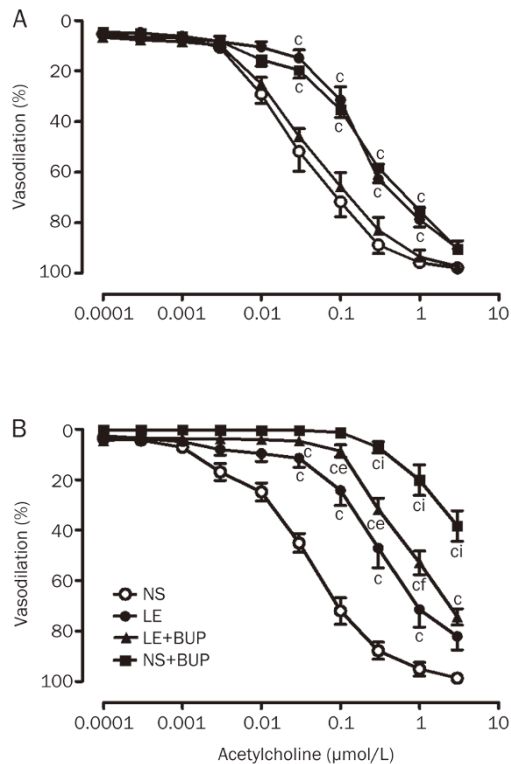 A
0
20
40
60
80
100
Vasodilation (%)
c
c
c
c
c
c
c
c
0.0001
0.001
0.01
0.1
1
10
B
0
20
40
60
80
100
Vasodilation (%)
c
c
ce
c
ci
ce
c
ci
cf
c
ci
c
NS
LE
LE+BUP
NS+BUP
0.0001
0.001
0.01
0.1
1
10
Acetylcholine (μmol/L)